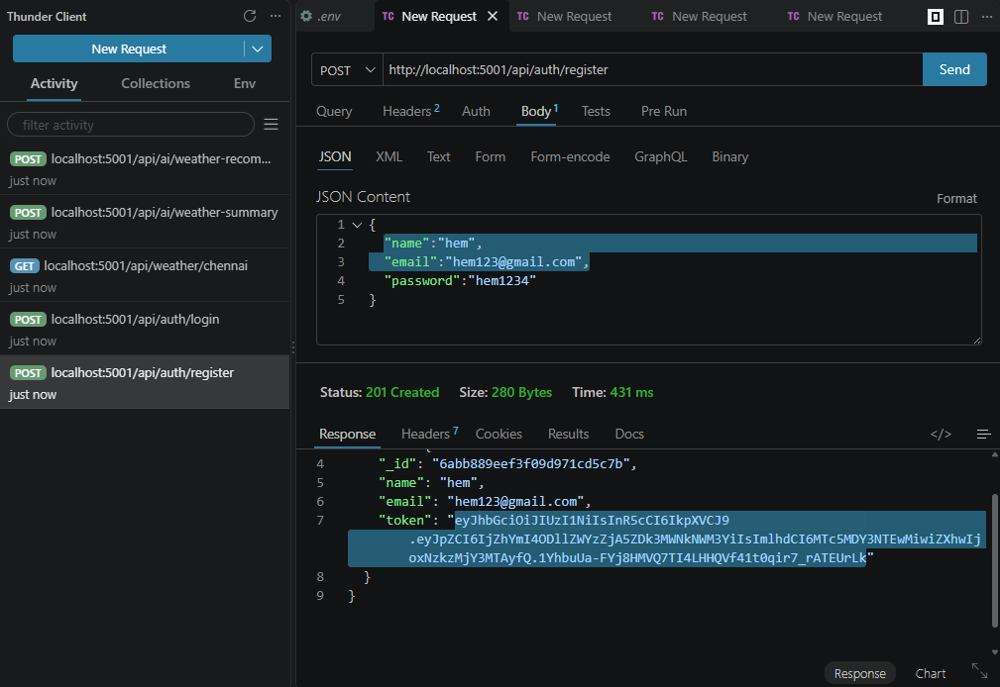 Thunder Client
New Request
Activity Collections Env
filter activity
POST localhost:5001/api/ai/weather-recom...
just now
POST localhost:5001/api/ai/weather-summary
just now
GET localhost:5001/api/weather/chennai
just now
POST localhost:5001/api/auth/login
just now
POST localhost:5001/api/auth/register
just now
.env TC New Request TC New Request TC New Request TC New Request
POST http://localhost:5001/api/auth/register Send
Query Headers 2 Auth Body 1 Tests Pre Run
JSON XML Text Form Form-encode GraphQL Binary
JSON Content Format
1 {
2 "name":"hem",
3 "email":"hem123@gmail.com",
4 "password":"hem1234"
5 }
Status: 201 Created Size: 280 Bytes Time: 431 ms
Response Headers 7 Cookies Results Docs </>
4 "_id": "6abb889eef3f09d971cd5c7b",
5 "name": "hem",
6 "email": "hem123@gmail.com",
7 "token": "eyJhbGciOiJIUzI1NiIsInR5cCI6IkpXVCJ9
.eyJpZCI6IjZhYmI4ODllZWYzZjA5ZDk3MWNkNWM3YiIsImlhdCI6MTc5MDY3NTEwMiwiZXhwIj
oxNzkzMjY3MTAyfQ.1YhbuUa-FYj8HMVQ7TI4LHHQVf41t0qir7_rATEUrLk"
8 }
9 }
Response Chart